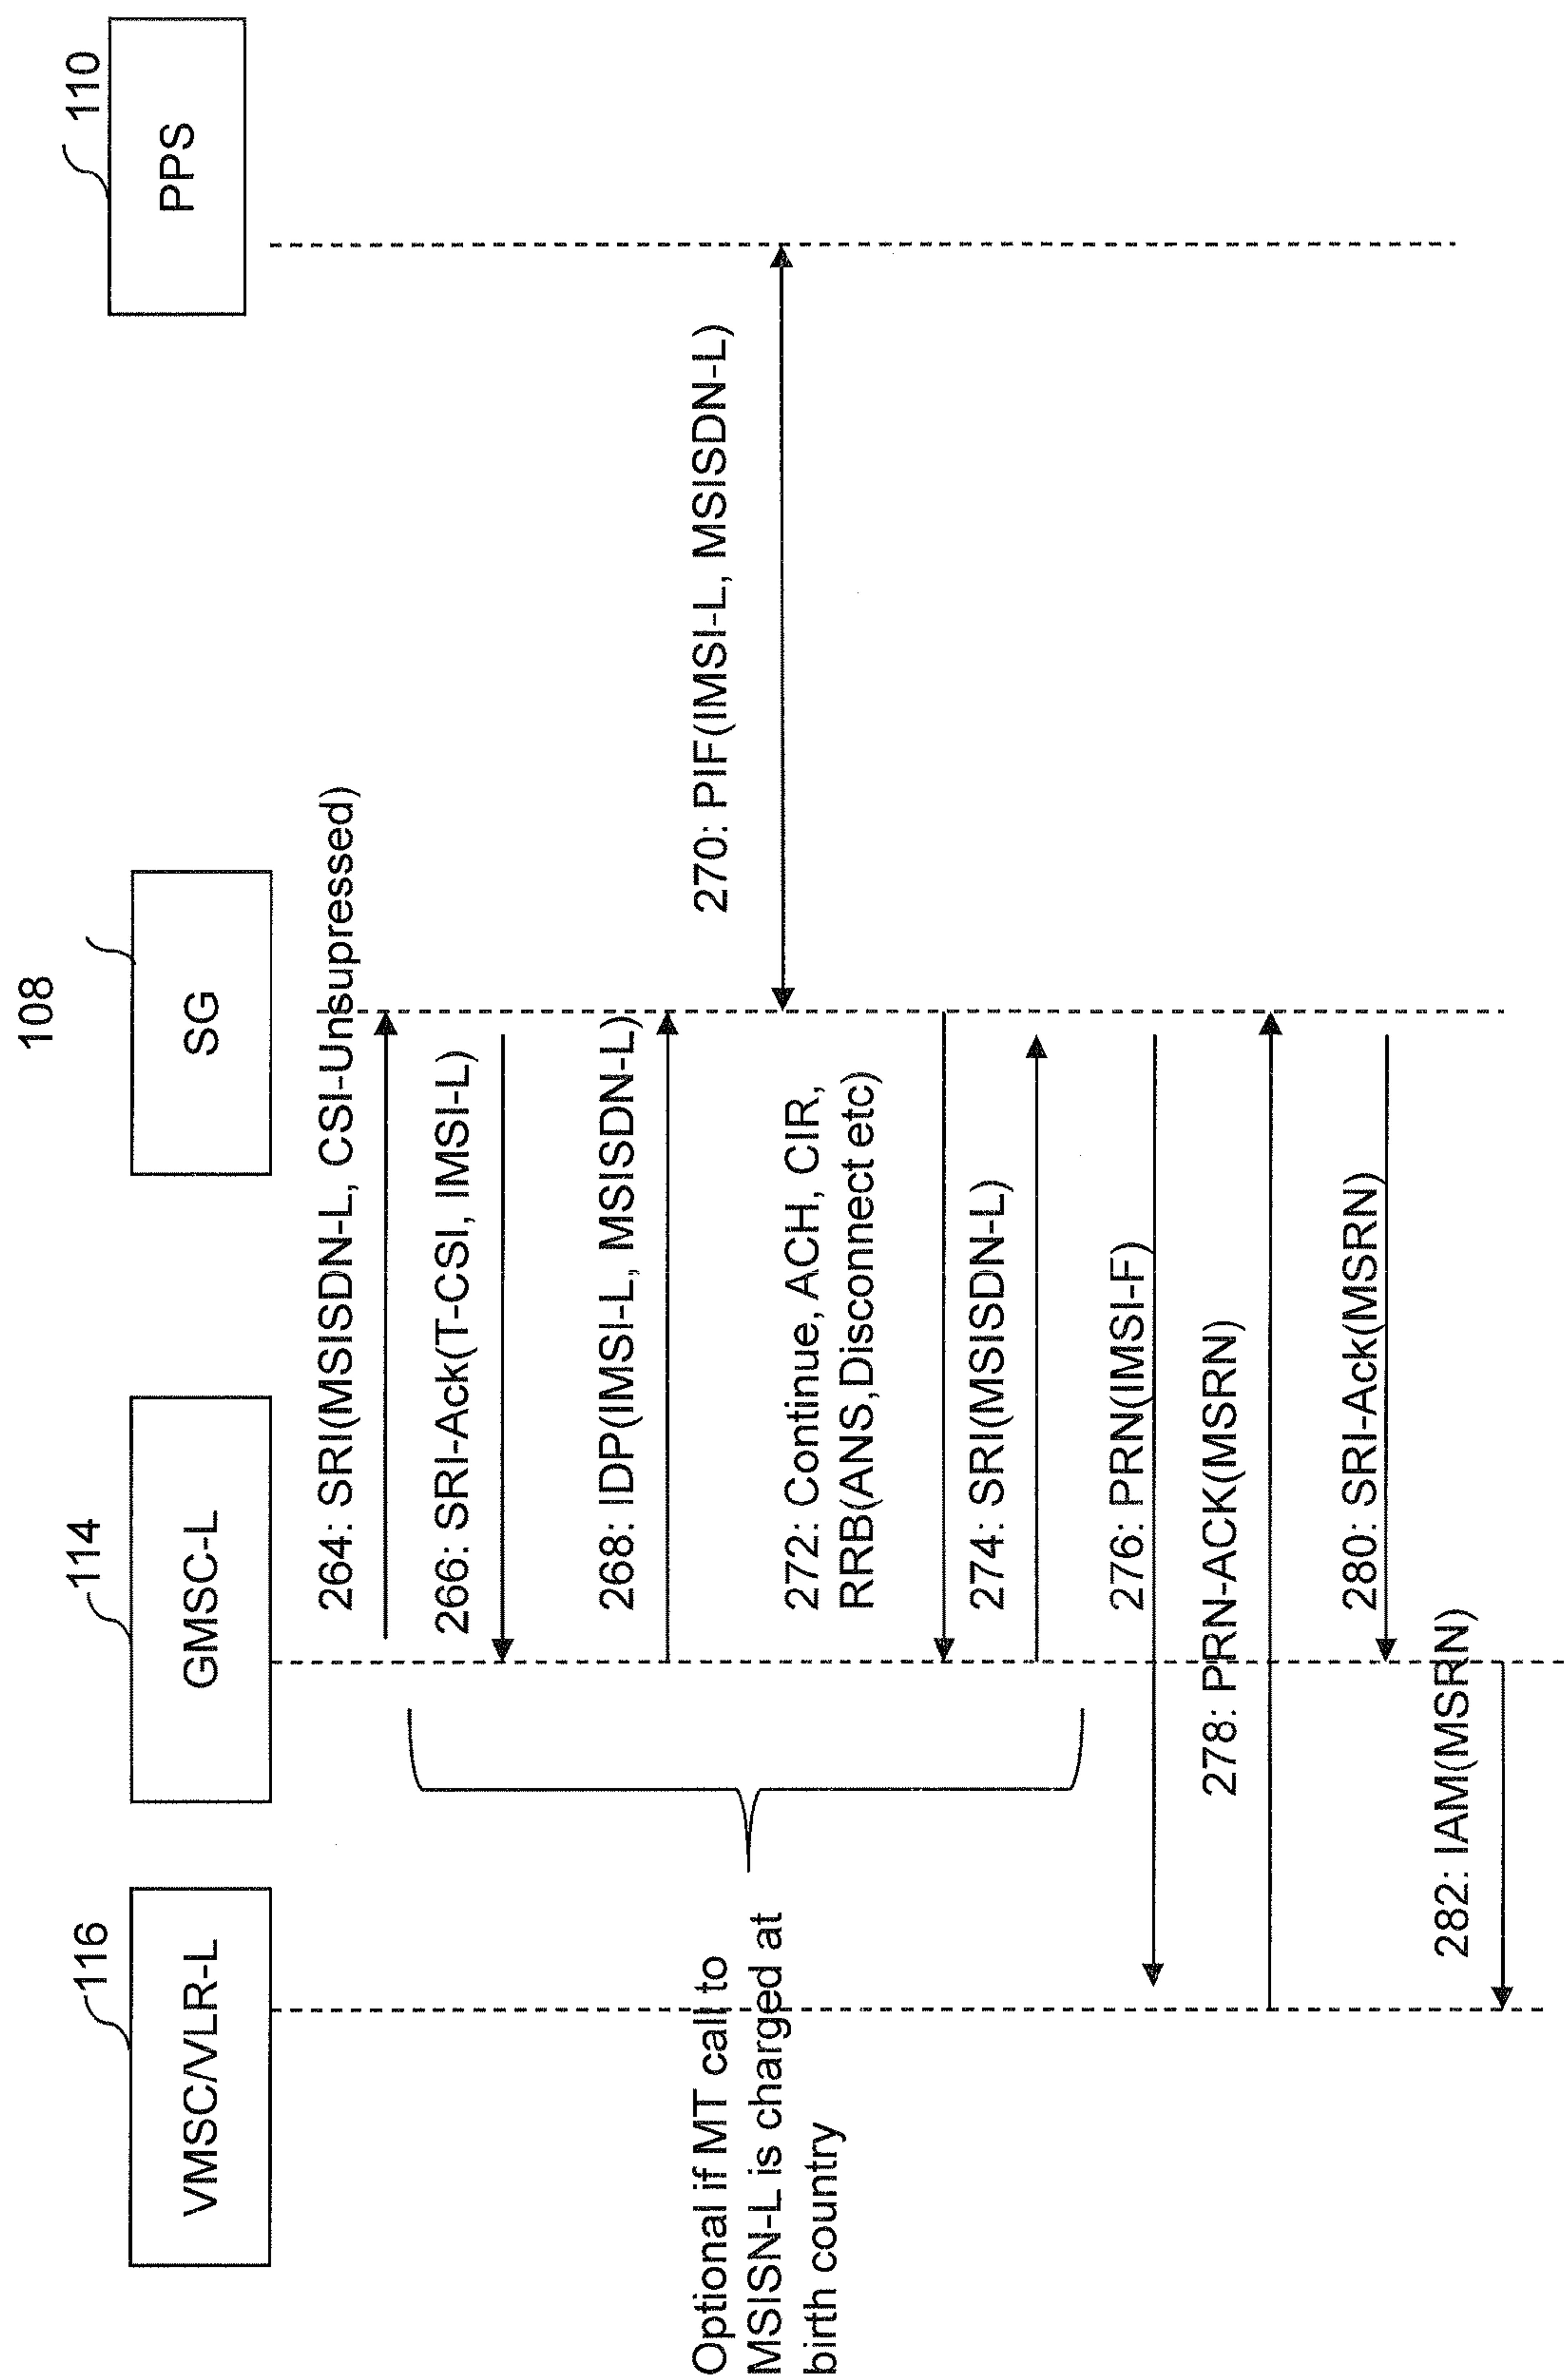 VMSC/VLR-L
116
GMSC-L
114
SG
108
PPS
110
264: SRI(MSISDN-L, CSI-Unsupressed)
266: SRI-Ack(T-CSI, IMSI-L)
268: IDP(IMSI-L, MSISDN-L)
270: PIF(IMSI-L, MSISDN-L)
Optional if MT call to
MSISN-L is charged at
birth country
272: Continue, ACH, CIR,
RRB(ANS,Disconnect etc)
274: SRI(MSISDN-L)
276: PRN(IMSI-F)
278: PRN-ACK(MSRN)
280: SRI-Ack(MSRN)
282: IAM(MSRN)